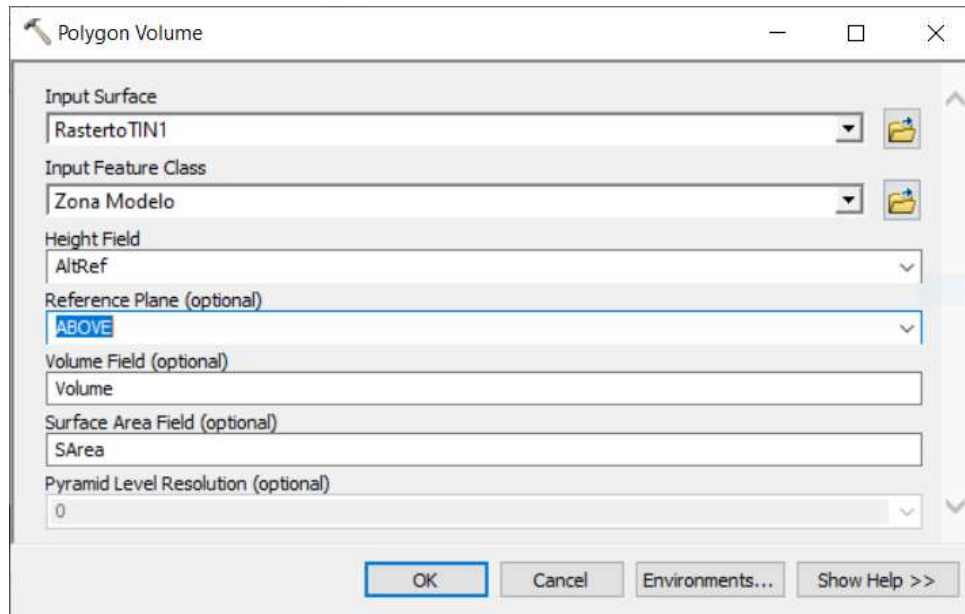 Polygon Volume
Input Surface
RastertoTIN1
Input Feature Class
Zona Modelo
Height Field
AltRef
Reference Plane (optional)
ABOVE
Volume Field (optional)
Volume
Surface Area Field (optional)
SArea
Pyramid Level Resolution (optional)
0
OK Cancel Environments... Show Help >>